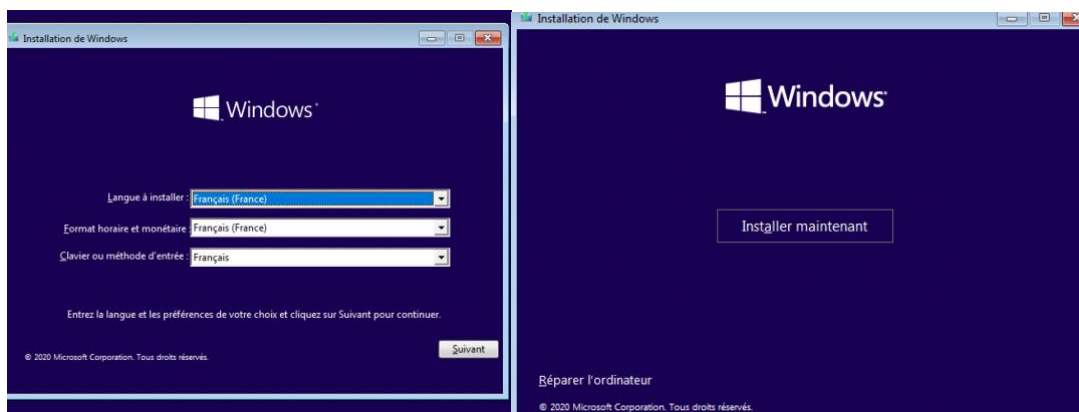 Installation de Windows
Windows
Langue à installer : Français (France)
Format horaire et monétaire : Français (France)
Clavier ou méthode d'entrée : Français
Entrez la langue et les préférences de votre choix et cliquez sur Suivant pour continuer.
© 2020 Microsoft Corporation. Tous droits réservés.
Suivant
Installation de Windows
Windows
Installer maintenant
Réparer l'ordinateur
© 2020 Microsoft Corporation. Tous droits réservés.